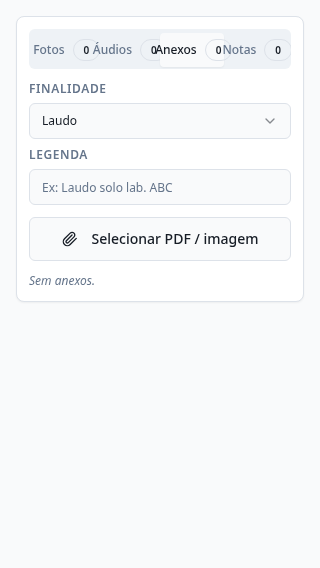 Fotos 0 Áudios 0 Anexos 0 Notas 0
FINALIDADE
Laudo
LEGENDA
Ex: Laudo solo lab. ABC
Selecionar PDF / imagem
Sem anexos.